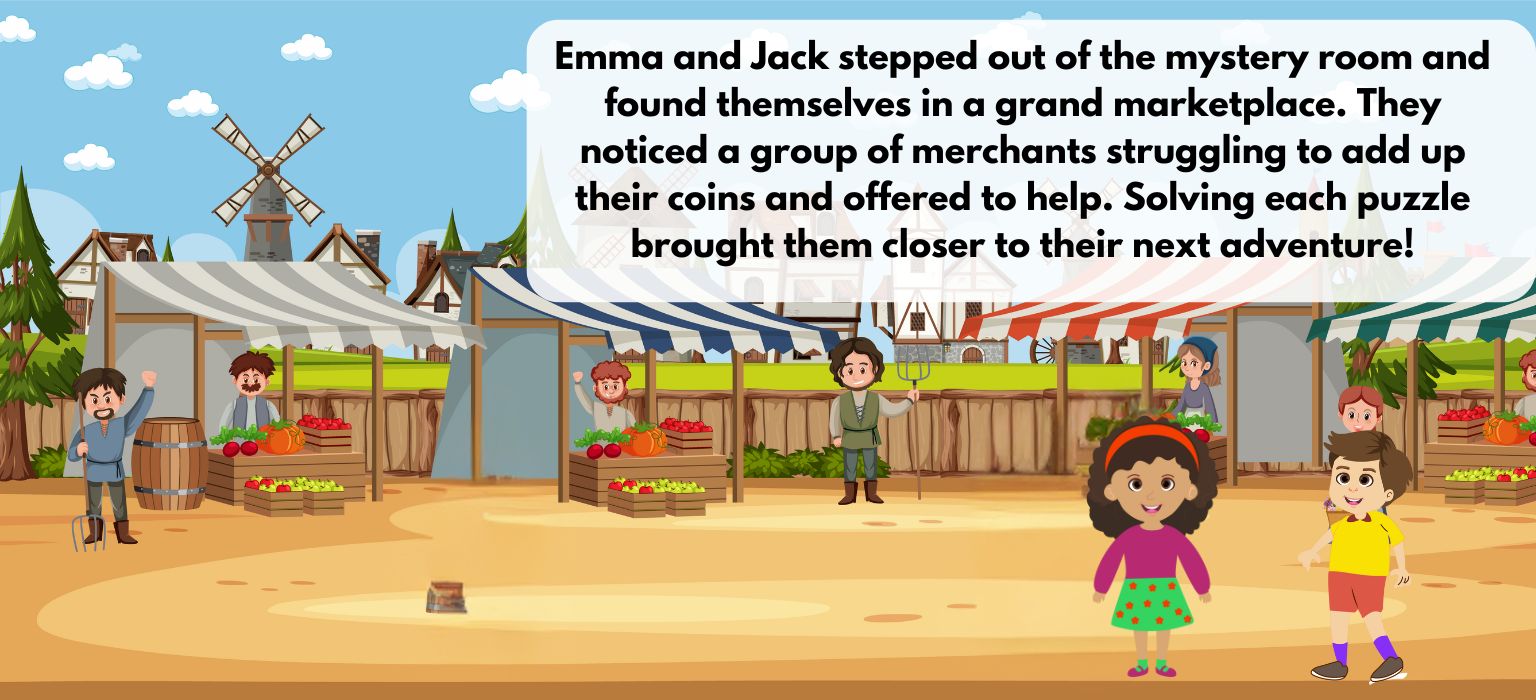 Emma and Jack stepped out of the mystery room and
found themselves in a grand marketplace. They
noticed a group of merchants struggling to add up
their coins and offered to help. Solving each puzzle
brought them closer to their next adventure!